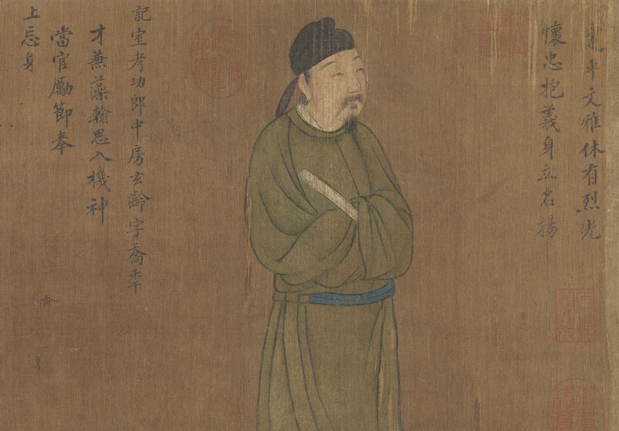 平文雅休有烈光
懷忠抱義身立名揚
記室考功郎中房玄齡字喬年
才兼藻翰思入機神
當官勵節奉
上忘身